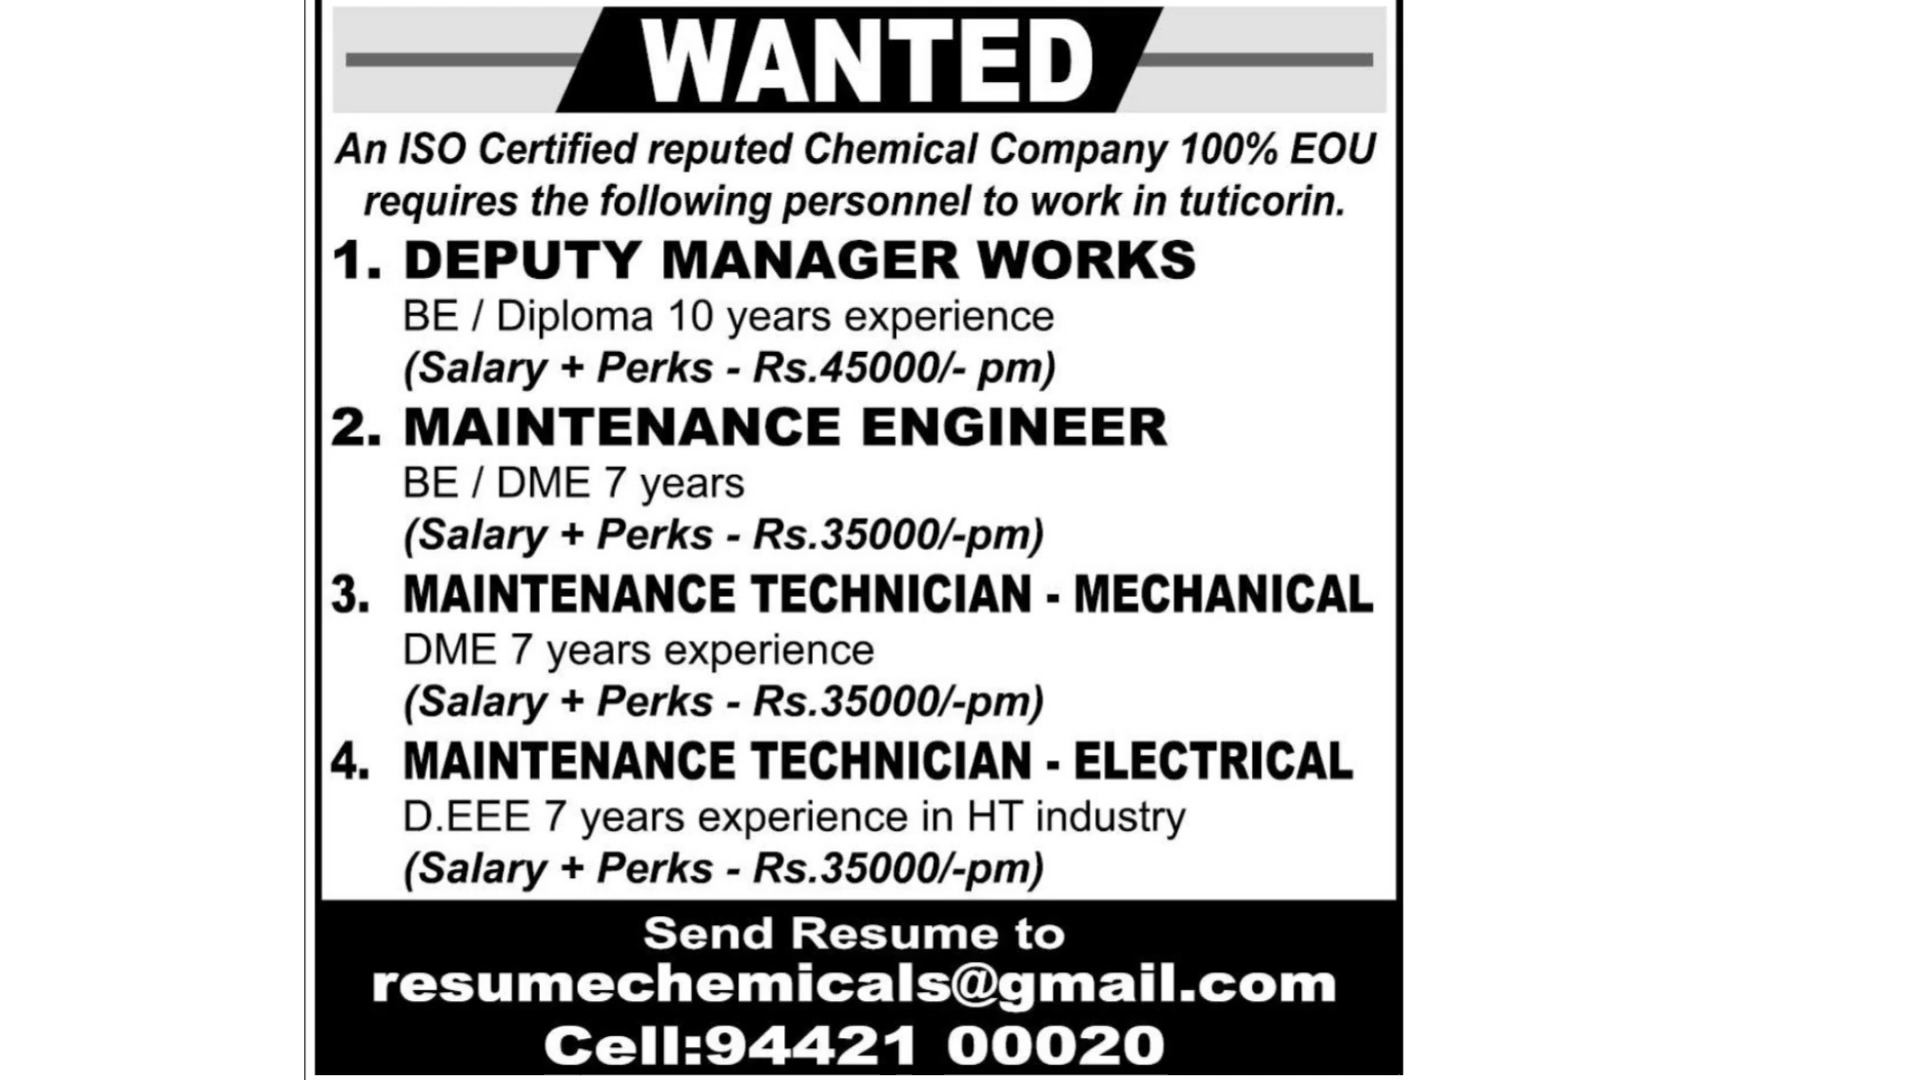 WANTED
An ISO Certified reputed Chemical Company 100% EOU
requires the following personnel to work in tuticorin.
1. DEPUTY MANAGER WORKS
BE / Diploma 10 years experience
(Salary + Perks - Rs.45000/- pm)
2. MAINTENANCE ENGINEER
BE / DME 7 years
(Salary + Perks - Rs.35000/-pm)
3. MAINTENANCE TECHNICIAN - MECHANICAL
DME 7 years experience
(Salary + Perks - Rs.35000/-pm)
4. MAINTENANCE TECHNICIAN - ELECTRICAL
D.EEE 7 years experience in HT industry
(Salary + Perks - Rs.35000/-pm)
Send Resume to
resumechemicals@gmail.com
Cell:94421 00020